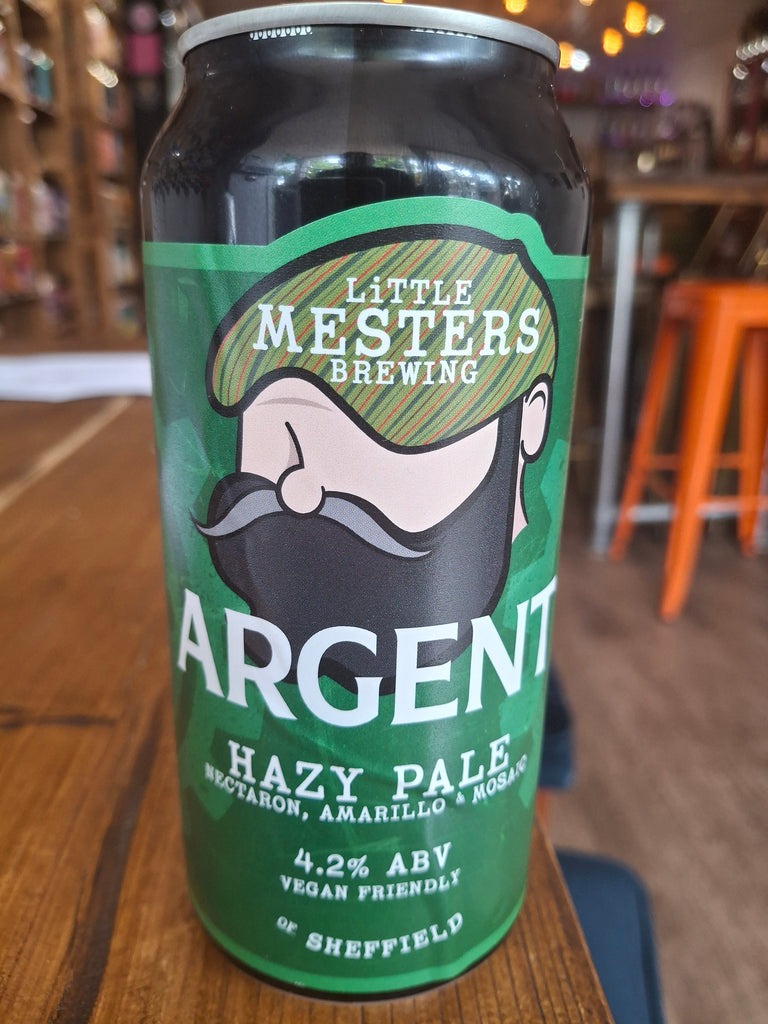 LiTTLE
MESTERS
BREWING
ARGENT
HAZY PALE
NECTARON, AMARILLO & MOSAIC
4.2% ABV
VEGAN FRIENDLY
OF SHEFFIELD